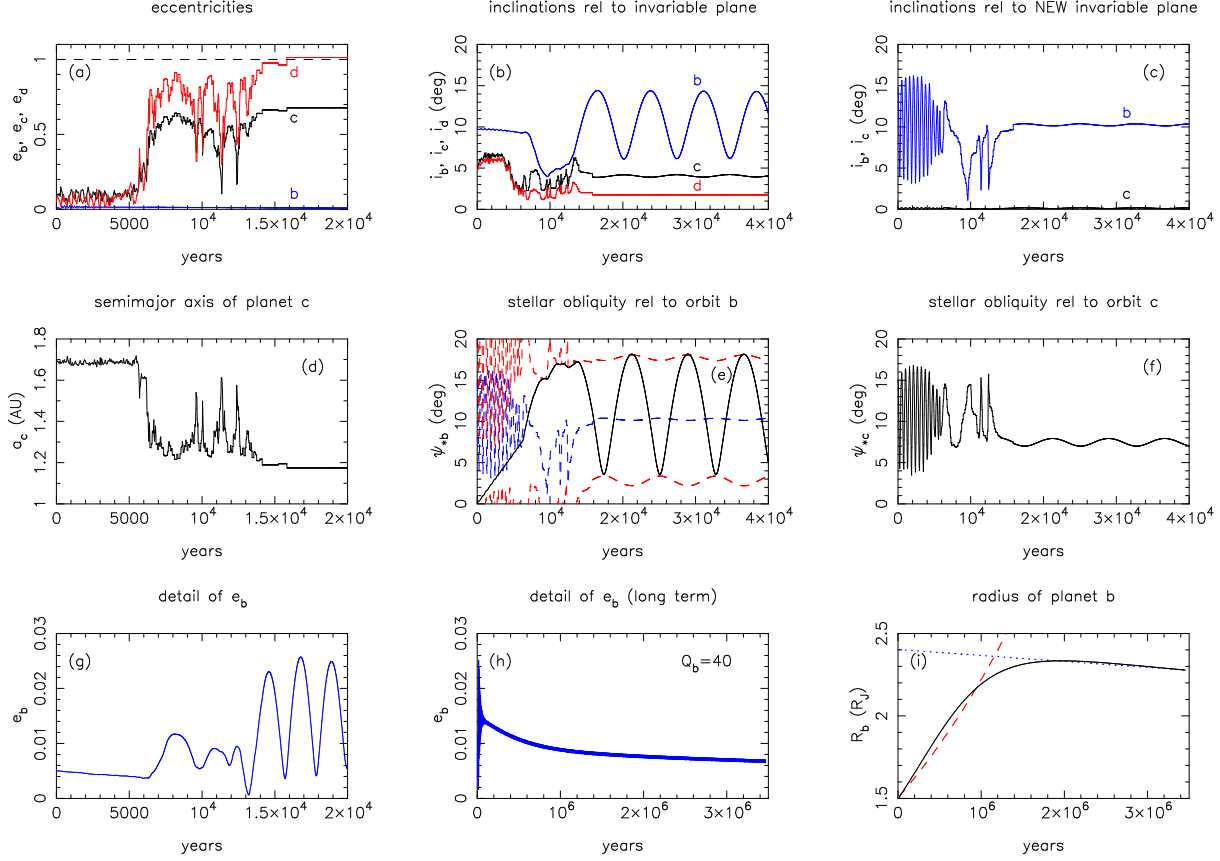 eccentricities
inclinations rel to invariable plane
inclinations rel to NEW invariable plane
(a)
d
c
b
e_b, e_c, e_d
0
0.5
1
0
5000
10^4
1.5×10^4
2×10^4
years
(b)
b
c
d
i_b, i_c, i_d (deg)
0
5
10
15
20
0
10^4
2×10^4
3×10^4
4×10^4
years
(c)
b
c
i_b, i_c (deg)
0
5
10
15
20
0
10^4
2×10^4
3×10^4
4×10^4
years
semimajor axis of planet c
stellar obliquity rel to orbit b
stellar obliquity rel to orbit c
(d)
a_c (AU)
1
1.2
1.4
1.6
1.8
0
5000
10^4
1.5×10^4
2×10^4
years
(e)
ψ_*b (deg)
0
5
10
15
20
0
10^4
2×10^4
3×10^4
4×10^4
years
(f)
ψ_*c (deg)
0
5
10
15
20
0
10^4
2×10^4
3×10^4
4×10^4
years
detail of e_b
detail of e_b (long term)
radius of planet b
(g)
e_b
0
0.01
0.02
0.03
0
5000
10^4
1.5×10^4
2×10^4
years
(h)
Q_b=40
e_b
0
0.01
0.02
0.03
0
10^6
2×10^6
3×10^6
years
(i)
R_b (R_J)
1.5
2
2.5
0
10^6
2×10^6
3×10^6
years